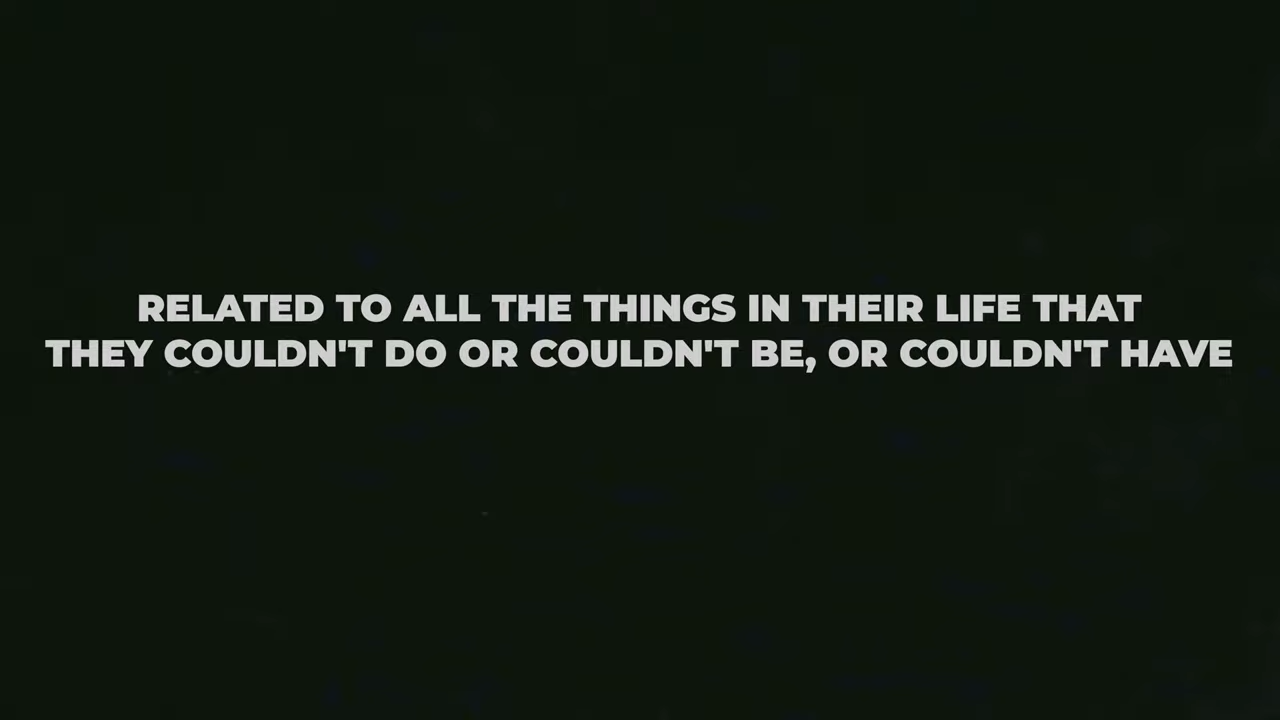 RELATED TO ALL THE THINGS IN THEIR LIFE THAT
THEY COULDN'T DO OR COULDN'T BE, OR COULDN'T HAVE